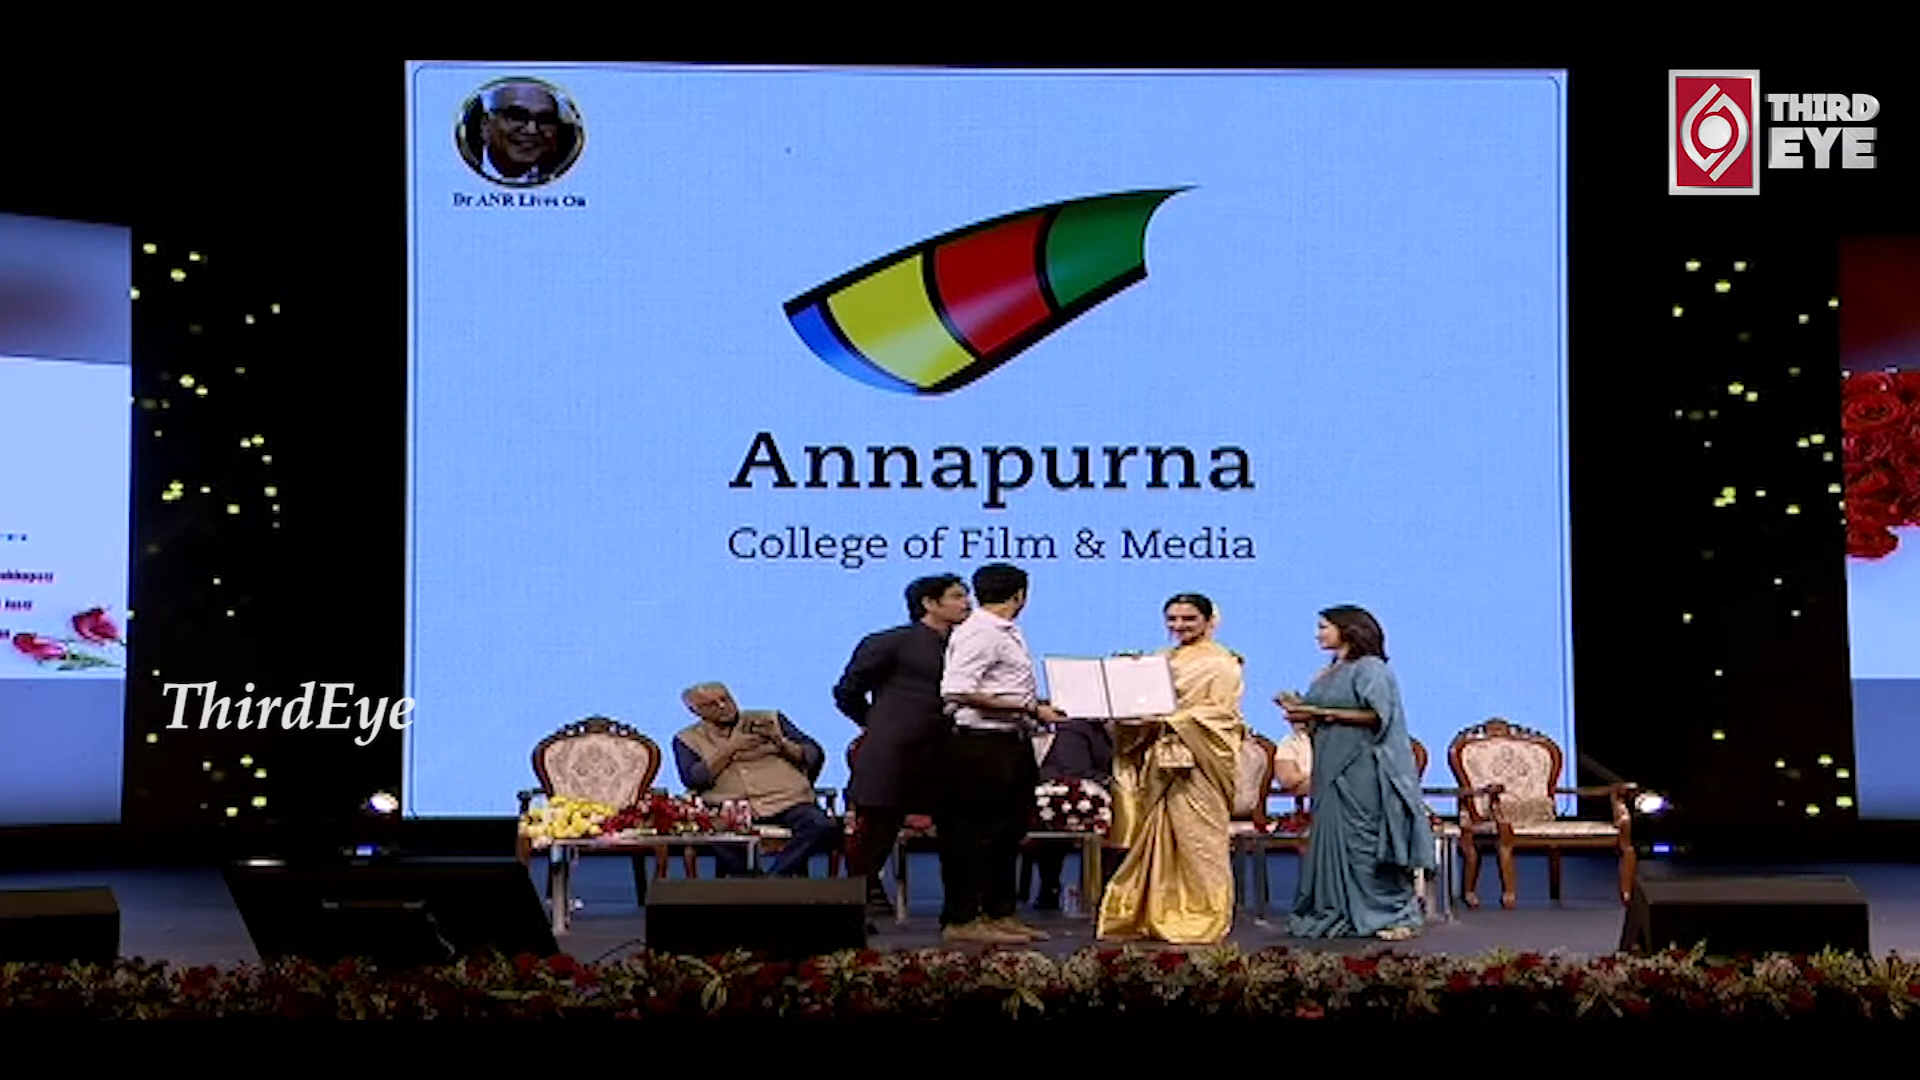 THIRD
EYE
Dr ANR Lives On
Annapurna
College of Film & Media
ThirdEye